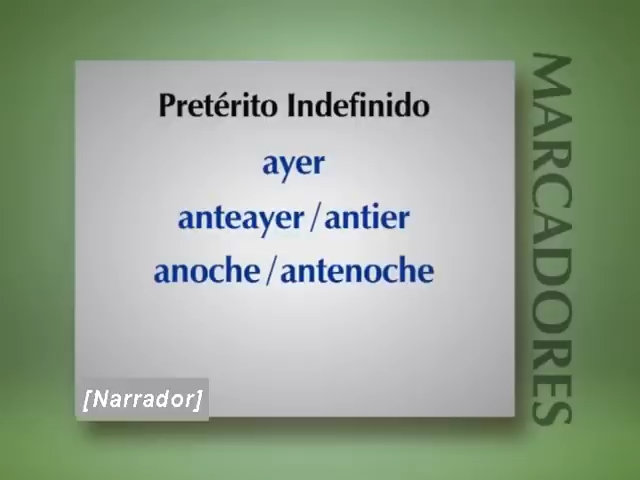 Pretérito Indefinido
ayer
anteayer / antier
anoche / antenoche
[Narrador]
MARCADORES